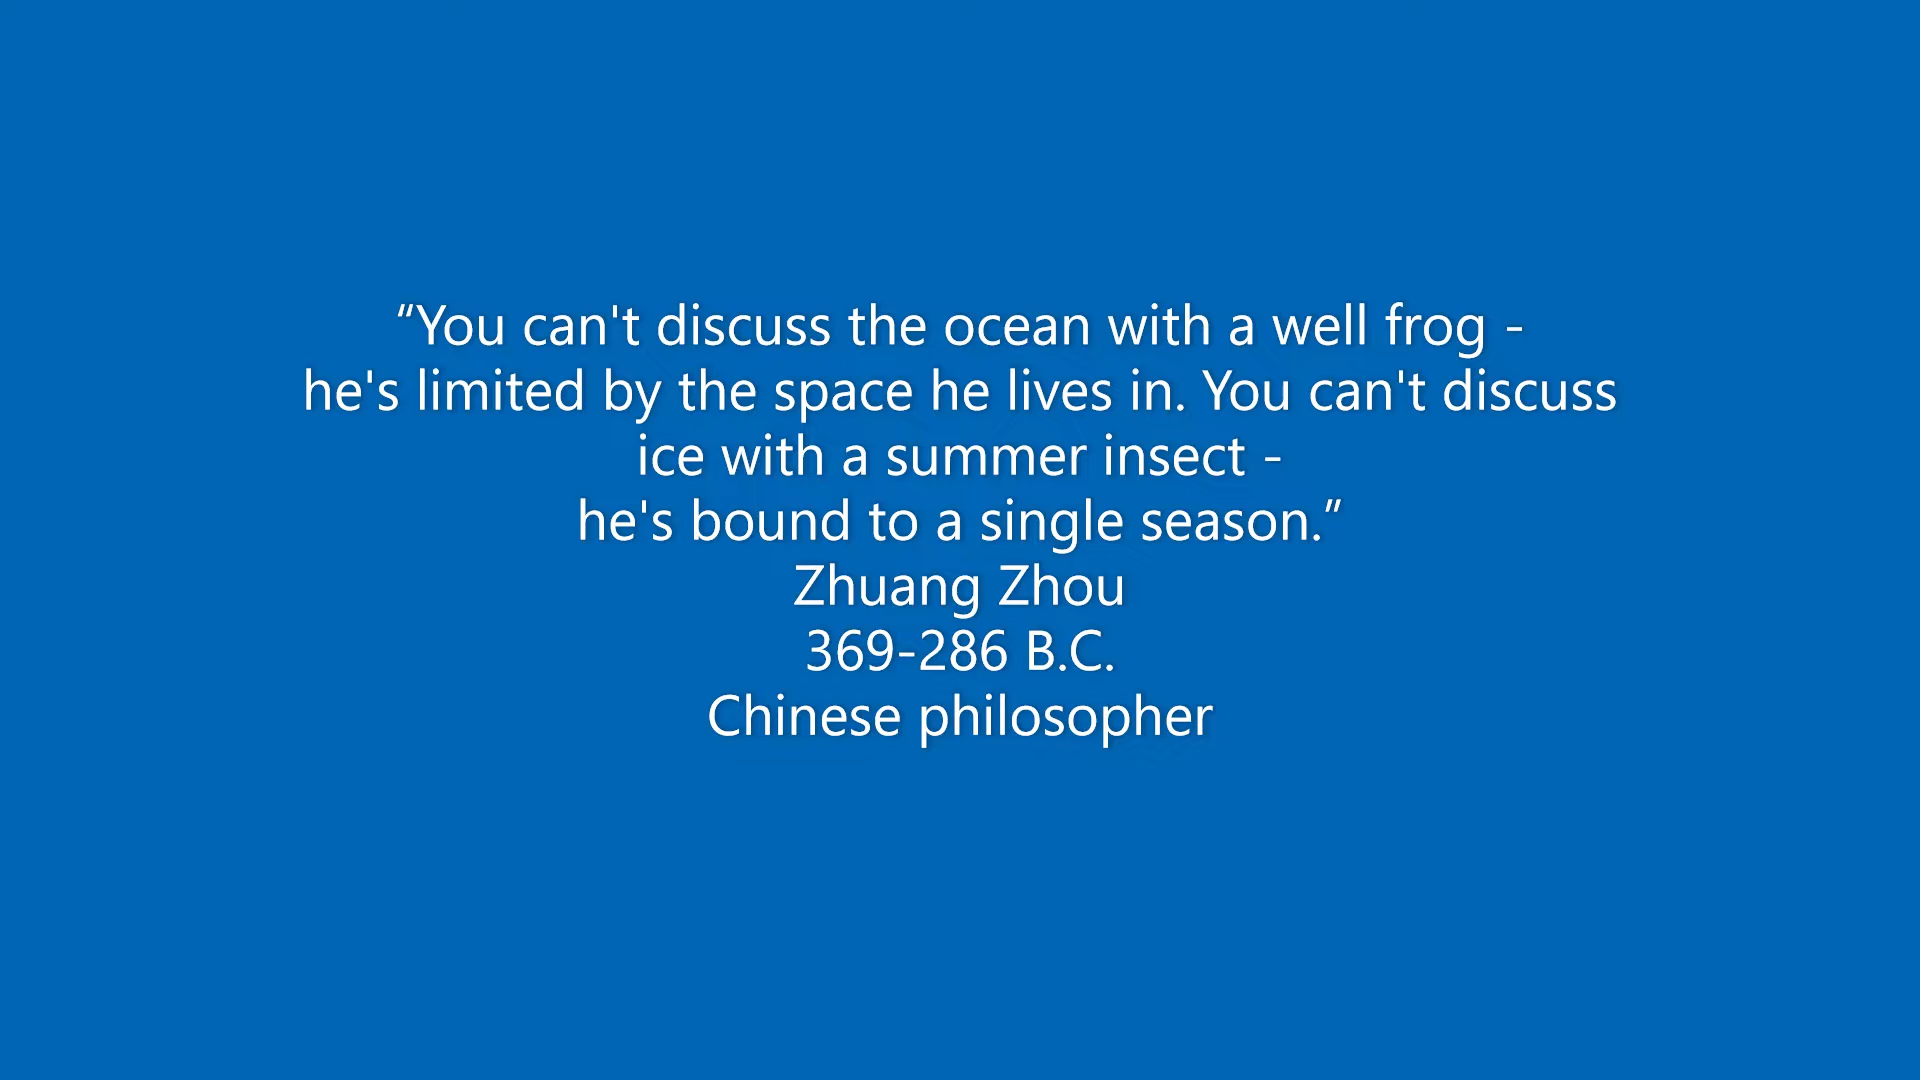 “You can't discuss the ocean with a well frog -
he's limited by the space he lives in. You can't discuss
ice with a summer insect -
he's bound to a single season.”
Zhuang Zhou
369-286 B.C.
Chinese philosopher